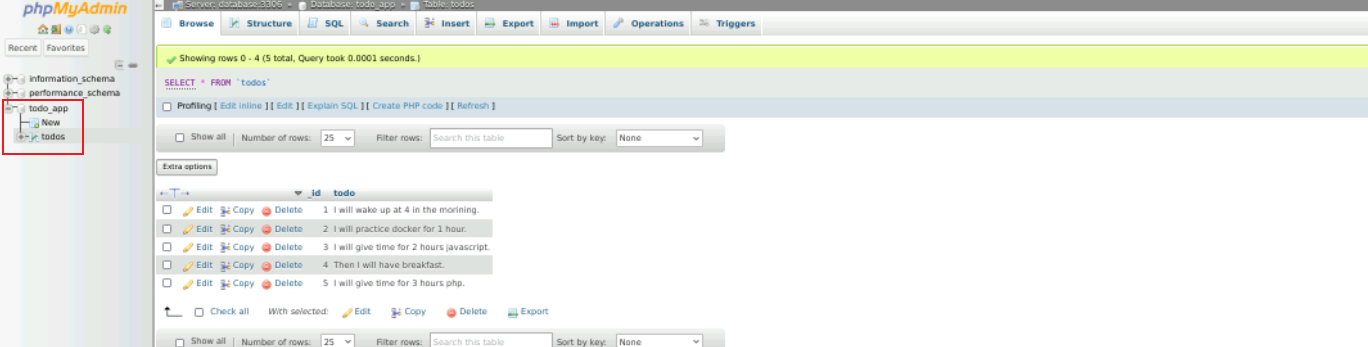 phpMyAdmin
Recent Favorites
information_schema
performance_schema
todo_app
New
todos
Server: database:3306 » Database: todo_app » Table: todos
Browse Structure SQL Search Insert Export Import Operations Triggers
Showing rows 0 - 4 (5 total, Query took 0.0001 seconds.)
SELECT * FROM `todos`
Profiling [ Edit inline ] [ Edit ] [ Explain SQL ] [ Create PHP code ] [ Refresh ]
Show all Number of rows: 25 Filter rows: Search this table Sort by key: None
Extra options
_id todo
Edit Copy Delete 1 I will wake up at 4 in the morining.
Edit Copy Delete 2 I will practice docker for 1 hour.
Edit Copy Delete 3 I will give time for 2 hours javascript.
Edit Copy Delete 4 Then I will have breakfast.
Edit Copy Delete 5 I will give time for 3 hours php.
Check all With selected: Edit Copy Delete Export
Show all Number of rows: 25 Filter rows: Search this table Sort by key: None